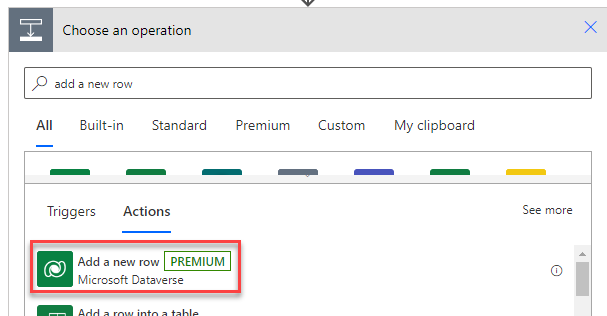 Choose an operation
add a new row
All Built-in Standard Premium Custom My clipboard
Triggers Actions See more
Add a new row PREMIUM
Microsoft Dataverse
Add a row into a table